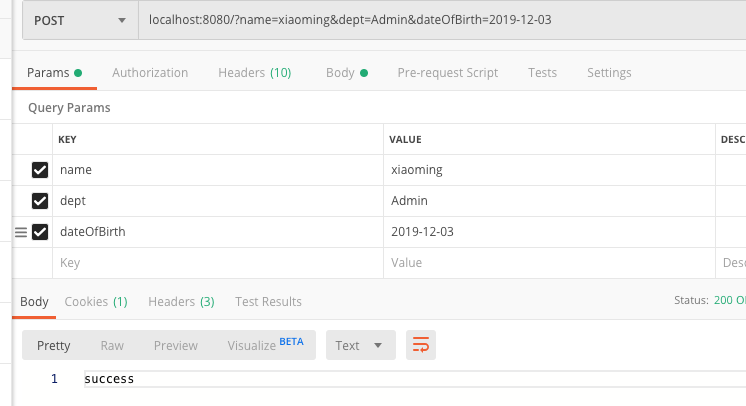 POST localhost:8080/?name=xiaoming&dept=Admin&dateOfBirth=2019-12-03
Params Authorization Headers (10) Body Pre-request Script Tests Settings
Query Params
KEY VALUE DESC
name xiaoming
dept Admin
dateOfBirth 2019-12-03
Key Value Desc
Body Cookies (1) Headers (3) Test Results Status: 200 O
Pretty Raw Preview Visualize BETA Text
1 success